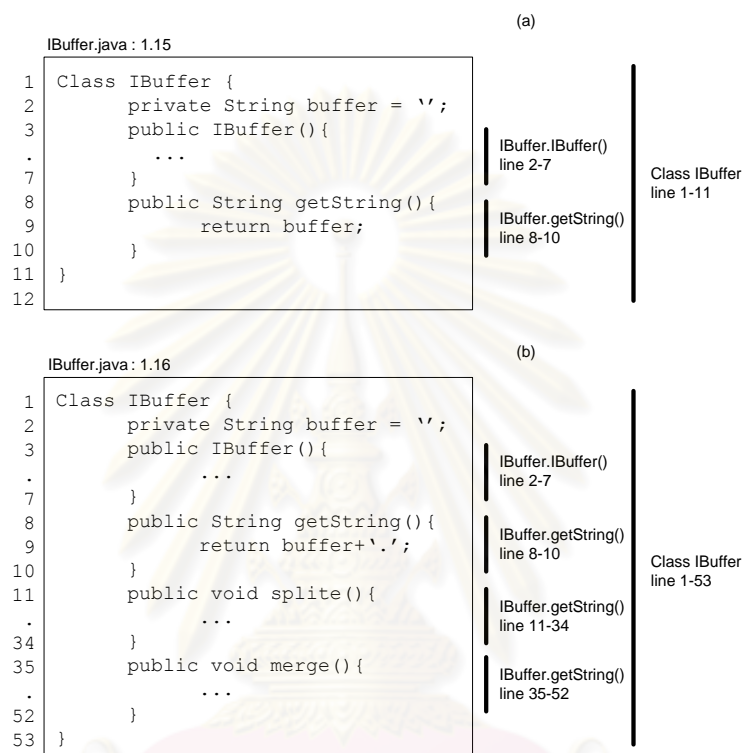 (a)
IBuffer.java : 1.15
1 Class IBuffer {
2 private String buffer = ‘’;
3 public IBuffer(){
. ...
7 }
8 public String getString(){
9 return buffer;
10 }
11 }
12
IBuffer.IBuffer()
line 2-7
IBuffer.getString()
line 8-10
Class IBuffer
line 1-11
(b)
IBuffer.java : 1.16
1 Class IBuffer {
2 private String buffer = ‘’;
3 public IBuffer(){
. ...
7 }
8 public String getString(){
9 return buffer+‘.’;
10 }
11 public void splite(){
. ...
34 }
35 public void merge(){
. ...
52 }
53 }
IBuffer.IBuffer()
line 2-7
IBuffer.getString()
line 8-10
IBuffer.getString()
line 11-34
IBuffer.getString()
line 35-52
Class IBuffer
line 1-53